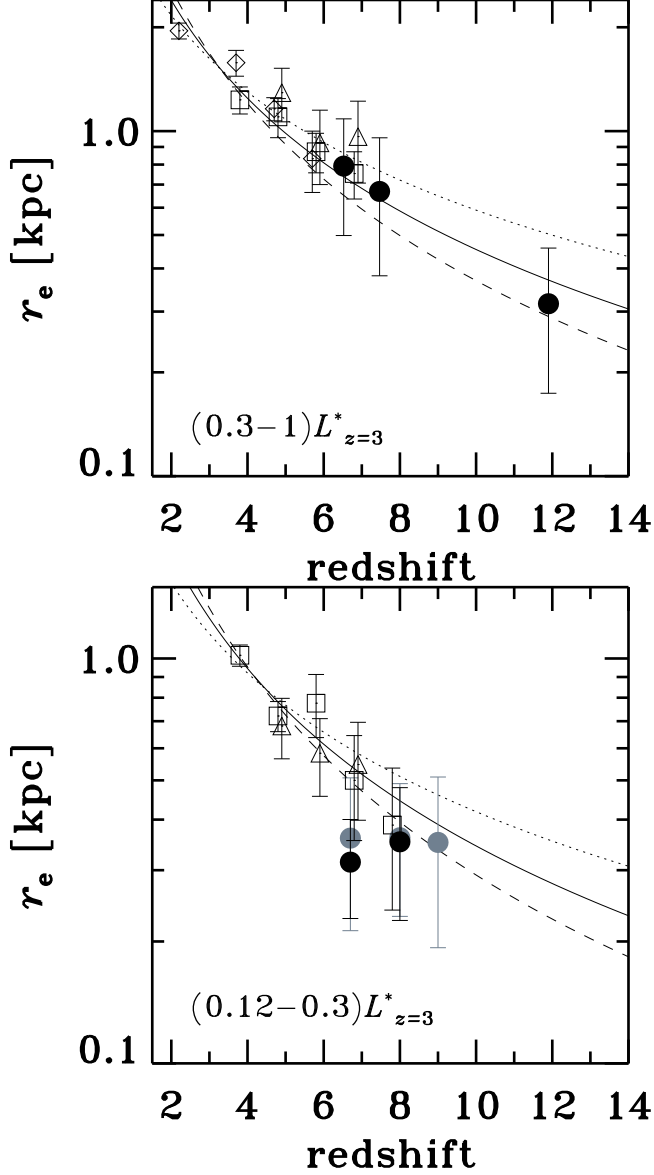 1.0
r_e [kpc]
(0.3−1)L*_z=3
0.1
2 4 6 8 10 12 14
redshift
1.0
r_e [kpc]
(0.12−0.3)L*_z=3
0.1
2 4 6 8 10 12 14
redshift